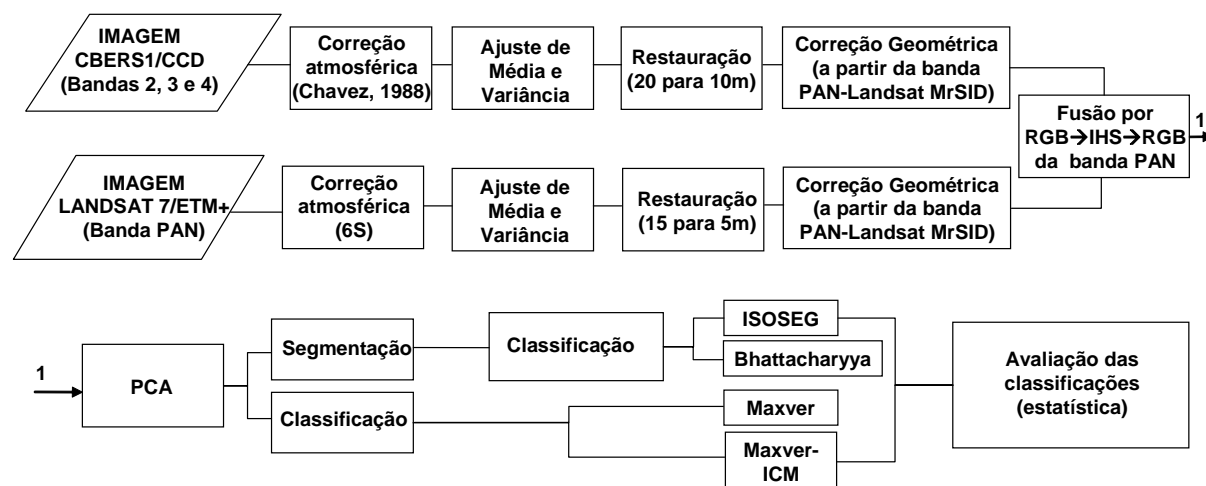 IMAGEM
CBERS1/CCD
(Bandas 2, 3 e 4)
Correção
atmosférica
(Chavez, 1988)
Ajuste de
Média e
Variância
Restauração
(20 para 10m)
Correção Geométrica
(a partir da banda
PAN-Landsat MrSID)
Fusão por
RGB→IHS→RGB
da banda PAN
1
IMAGEM
LANDSAT 7/ETM+
(Banda PAN)
Correção
atmosférica
(6S)
Ajuste de
Média e
Variância
Restauração
(15 para 5m)
Correção Geométrica
(a partir da banda
PAN-Landsat MrSID)
1
PCA
Segmentação
Classificação
ISOSEG
Bhattacharyya
Classificação
Maxver
Maxver-
ICM
Avaliação das
classificações
(estatística)